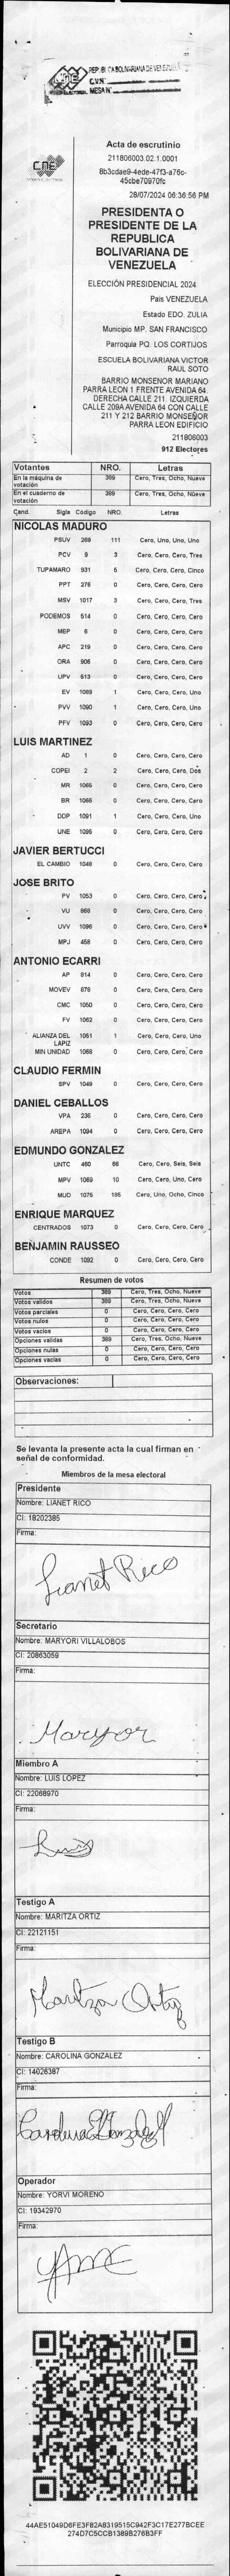 CNE
REPUBLICA BOLIVARIANA DE VENEZUELA
C.V.Nº
MESA Nº
CNE
Acta de escrutinio
211806003.02.1.0001
8b3cdae9-4ede-47f3-a76c-
45cbe70970fc
28/07/2024 06:36:56 PM
PRESIDENTA O
PRESIDENTE DE LA
REPUBLICA
BOLIVARIANA DE
VENEZUELA
ELECCIÓN PRESIDENCIAL 2024
País VENEZUELA
Estado EDO. ZULIA
Municipio MP. SAN FRANCISCO
Parroquia PQ. LOS CORTIJOS
ESCUELA BOLIVARIANA VICTOR
RAUL SOTO
BARRIO MONSENOR MARIANO
PARRA LEON 1 FRENTE AVENIDA 64.
DERECHA CALLE 211. IZQUIERDA
CALLE 209A AVENIDA 64 CON CALLE
211 Y 212 BARRIO MONSEÑOR
PARRA LEON EDIFICIO
211806003
912 Electores
Votantes NRO. Letras
En la máquina de votación 389 Cero, Tres, Ocho, Nueve
En el cuaderno de votación 389 Cero, Tres, Ocho, Nueve
Cand. Sigla Código NRO. Letras
NICOLAS MADURO
PSUV 269 111 Cero, Uno, Uno, Uno
PCV 9 3 Cero, Cero, Cero, Tres
TUPAMARO 931 5 Cero, Cero, Cero, Cinco
PPT 276 0 Cero, Cero, Cero, Cero
MSV 1017 3 Cero, Cero, Cero, Tres
PODEMOS 514 0 Cero, Cero, Cero, Cero
MEP 6 0 Cero, Cero, Cero, Cero
APC 219 0 Cero, Cero, Cero, Cero
ORA 906 0 Cero, Cero, Cero, Cero
UPV 513 0 Cero, Cero, Cero, Cero
EV 1089 1 Cero, Cero, Cero, Uno
PVV 1090 1 Cero, Cero, Cero, Uno
PFV 1093 0 Cero, Cero, Cero, Cero
LUIS MARTINEZ
AD 1 0 Cero, Cero, Cero, Cero
COPEI 2 2 Cero, Cero, Cero, Dos
MR 1065 0 Cero, Cero, Cero, Cero
BR 1066 0 Cero, Cero, Cero, Cero
DDP 1091 1 Cero, Cero, Cero, Uno
UNE 1095 0 Cero, Cero, Cero, Cero
JAVIER BERTUCCI
EL CAMBIO 1048 0 Cero, Cero, Cero, Cero
JOSE BRITO
PV 1053 0 Cero, Cero, Cero, Cero
VU 868 0 Cero, Cero, Cero, Cero
UVV 1096 0 Cero, Cero, Cero, Cero
MPJ 458 0 Cero, Cero, Cero, Cero
ANTONIO ECARRI
AP 814 0 Cero, Cero, Cero, Cero
MOVEV 878 0 Cero, Cero, Cero, Cero
CMC 1050 0 Cero, Cero, Cero, Cero
FV 1062 0 Cero, Cero, Cero, Cero
ALIANZA DEL LAPIZ 1051 1 Cero, Cero, Cero, Uno
MIN UNIDAD 1068 0 Cero, Cero, Cero, Cero
CLAUDIO FERMIN
SPV 1049 0 Cero, Cero, Cero, Cero
DANIEL CEBALLOS
VPA 236 0 Cero, Cero, Cero, Cero
AREPA 1094 0 Cero, Cero, Cero, Cero
EDMUNDO GONZALEZ
UNTC 460 66 Cero, Cero, Seis, Seis
MPV 1069 10 Cero, Cero, Uno, Cero
MUD 1076 185 Cero, Uno, Ocho, Cinco
ENRIQUE MARQUEZ
CENTRADOS 1073 0 Cero, Cero, Cero, Cero
BENJAMIN RAUSSEO
CONDE 1092 0 Cero, Cero, Cero, Cero
Resumen de votos
Votos 389 Cero, Tres, Ocho, Nueve
Votos validos 389 Cero, Tres, Ocho, Nueve
Votos parciales 0 Cero, Cero, Cero, Cero
Votos nulos 0 Cero, Cero, Cero, Cero
Votos vacios 0 Cero, Cero, Cero, Cero
Opciones validas 389 Cero, Tres, Ocho, Nueve
Opciones nulas 0 Cero, Cero, Cero, Cero
Opciones vacias 0 Cero, Cero, Cero, Cero
Observaciones:
Se levanta la presente acta la cual firman en
señal de conformidad.
Miembros de la mesa electoral
Presidente
Nombre: LIANET RICO
CI: 18202385
Firma:
Lianet Rico
Secretario
Nombre: MARYORI VILLALOBOS
CI: 20863059
Firma:
Maryor
Miembro A
Nombre: LUIS LOPEZ
CI: 22068970
Firma:
Luis
Testigo A
Nombre: MARITZA ORTIZ
CI: 22121151
Firma:
Maritza Ortiz
Testigo B
Nombre: CAROLINA GONZALEZ
CI: 14026387
Firma:
Carolina Gonzalez
Operador
Nombre: YORVI MORENO
CI: 19342970
Firma:
44AE51049D6FE3F82A8319515C942F3C17E277BCEE
274D7C5CCB1389B276B3FF